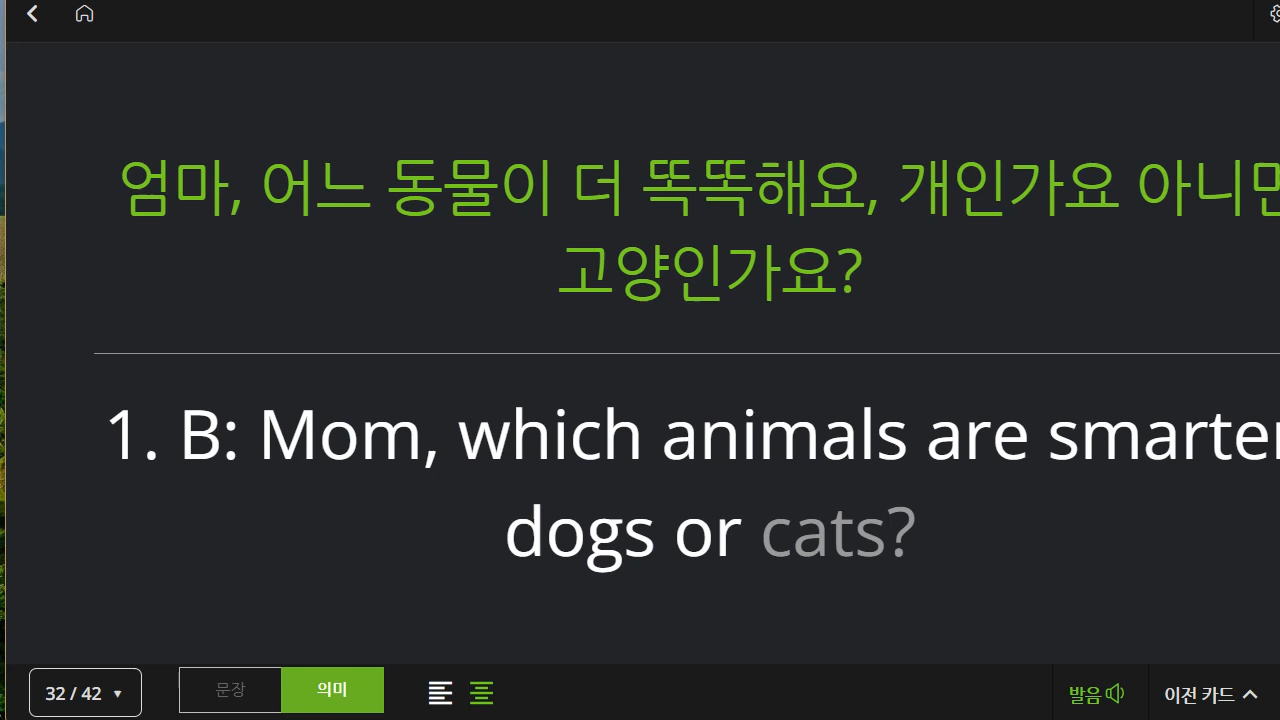 엄마, 어느 동물이 더 똑똑해요, 개인가요 아니면
고양인가요?
1. B: Mom, which animals are smarter
dogs or cats?
32 / 42 ▼
문장
의미
발음
이전 카드